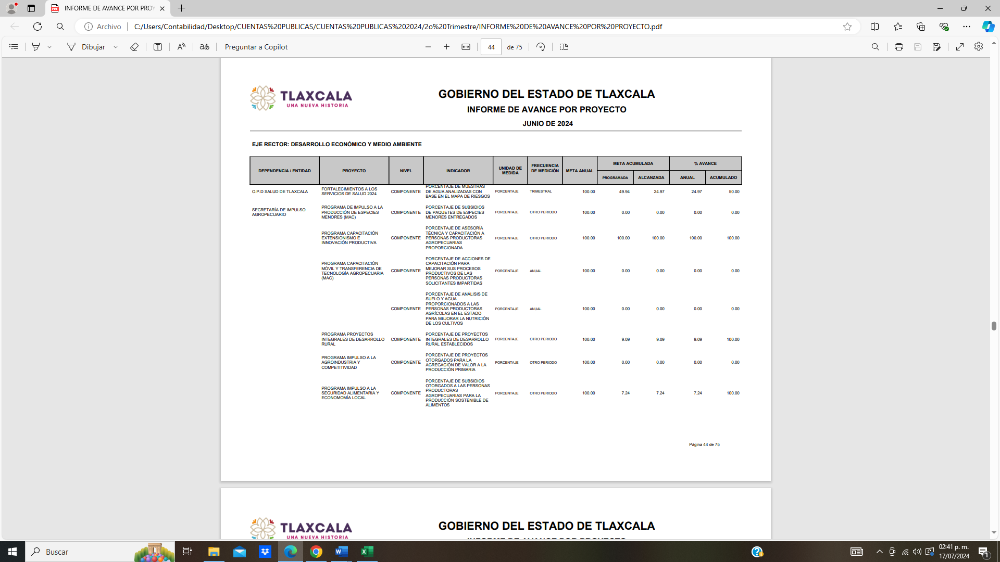 INFORME DE AVANCE POR PROY
Archivo
C:/Users/Contabilidad/Desktop/CUENTAS%20PUBLICAS/CUENTAS%20PUBLICAS%202024/2o%20Trimestre/INFORME%20DE%20AVANCE%20POR%20PROYECTO.pdf
Dibujar
Preguntar a Copilot
44 de 75
TLAXCALA
UNA NUEVA HISTORIA
GOBIERNO DEL ESTADO DE TLAXCALA
INFORME DE AVANCE POR PROYECTO
JUNIO DE 2024
EJE RECTOR: DESARROLLO ECONÓMICO Y MEDIO AMBIENTE
DEPENDENCIA / ENTIDAD
PROYECTO
NIVEL
INDICADOR
UNIDAD DE
MEDIDA
FRECUENCIA
DE MEDICIÓN
META ANUAL
META ACUMULADA
PROGRAMADA
ALCANZADA
% AVANCE
ANUAL
ACUMULADO
O.P.D SALUD DE TLAXCALA
FORTALECIMIENTOS A LOS
SERVICIOS DE SALUD 2024
COMPONENTE
PORCENTAJE DE MUESTRAS
DE AGUA ANALIZADAS CON
BASE EN EL MAPA DE RIESGOS
PORCENTAJE
TRIMESTRAL
100.00 49.94 24.97 24.97 50.00
SECRETARÍA DE IMPULSO
AGROPECUARIO
PROGRAMA DE IMPULSO A LA
PRODUCCIÓN DE ESPECIES
MENORES (MAC)
COMPONENTE
PORCENTAJE DE SUBSIDIOS
DE PAQUETES DE ESPECIES
MENORES ENTREGADOS
PORCENTAJE
OTRO PERIODO
100.00 0.00 0.00 0.00 0.00
PROGRAMA CAPACITACIÓN
EXTENSIONISMO E
INNOVACIÓN PRODUCTIVA
COMPONENTE
PORCENTAJE DE ASESORÍA
TÉCNICA Y CAPACITACIÓN A
PERSONAS PRODUCTORAS
AGROPECUARIAS
PROPORCIONADA
PORCENTAJE
OTRO PERIODO
100.00 100.00 100.00 100.00 100.00
PROGRAMA CAPACITACIÓN
MÓVIL Y TRANSFERENCIA DE
TECNOLOGÍA AGROPECUARIA
(MAC)
COMPONENTE
PORCENTAJE DE ACCIONES DE
CAPACITACIÓN PARA
MEJORAR SUS PROCESOS
PRODUCTIVOS DE LAS
PERSONAS PRODUCTORAS
SOLICITANTES IMPARTIDAS
PORCENTAJE
ANUAL
100.00 0.00 0.00 0.00 0.00
COMPONENTE
PORCENTAJE DE ANÁLISIS DE
SUELO Y AGUA
PROPORCIONADOS A LAS
PERSONAS PRODUCTORAS
AGRÍCOLAS EN EL ESTADO
PARA MEJORAR LA NUTRICIÓN
DE LOS CULTIVOS
PORCENTAJE
ANUAL
100.00 0.00 0.00 0.00 0.00
PROGRAMA PROYECTOS
INTEGRALES DE DESARROLLO
RURAL
COMPONENTE
PORCENTAJE DE PROYECTOS
INTEGRALES DE DESARROLLO
RURAL ESTABLECIDOS
PORCENTAJE
OTRO PERIODO
100.00 9.09 9.09 9.09 100.00
PROGRAMA IMPULSO A LA
AGROINDUSTRIA Y
COMPETITIVIDAD
COMPONENTE
PORCENTAJE DE PROYECTOS
OTORGADOS PARA LA
AGREGACIÓN DE VALOR A LA
PRODUCCIÓN PRIMARIA
PORCENTAJE
OTRO PERIODO
100.00 0.00 0.00 0.00 0.00
PROGRAMA IMPULSO A LA
SEGURIDAD ALIMENTARIA Y
ECONOMOMÍA LOCAL
COMPONENTE
PORCENTAJE DE SUBSIDIOS
OTORGADOS A LAS PERSONAS
PRODUCTORAS
AGROPECUARIAS PARA LA
PRODUCCIÓN SOSTENIBLE DE
ALIMENTOS
PORCENTAJE
OTRO PERIODO
100.00 7.24 7.24 7.24 100.00
Página 44 de 75
TLAXCALA
UNA NUEVA HISTORIA
GOBIERNO DEL ESTADO DE TLAXCALA
INFORME DE AVANCE POR PROYECTO
Buscar
02:41 p. m.
17/07/2024
1